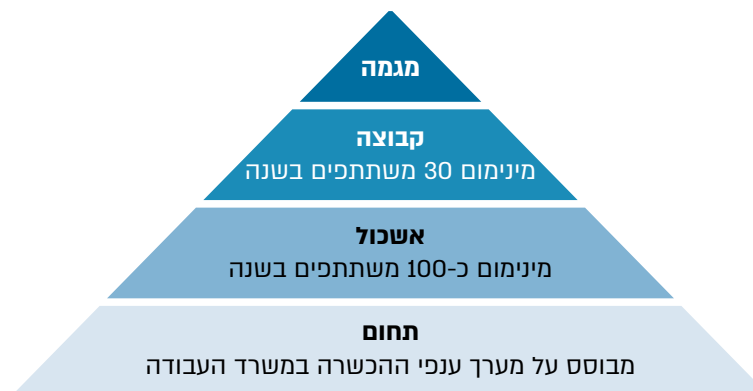 מגמה
קבוצה
מינימום 30 משתתפים בשנה
אשכול
מינימום כ-100 משתתפים בשנה
תחום
מבוסס על מערך ענפי ההכשרה במשרד העבודה